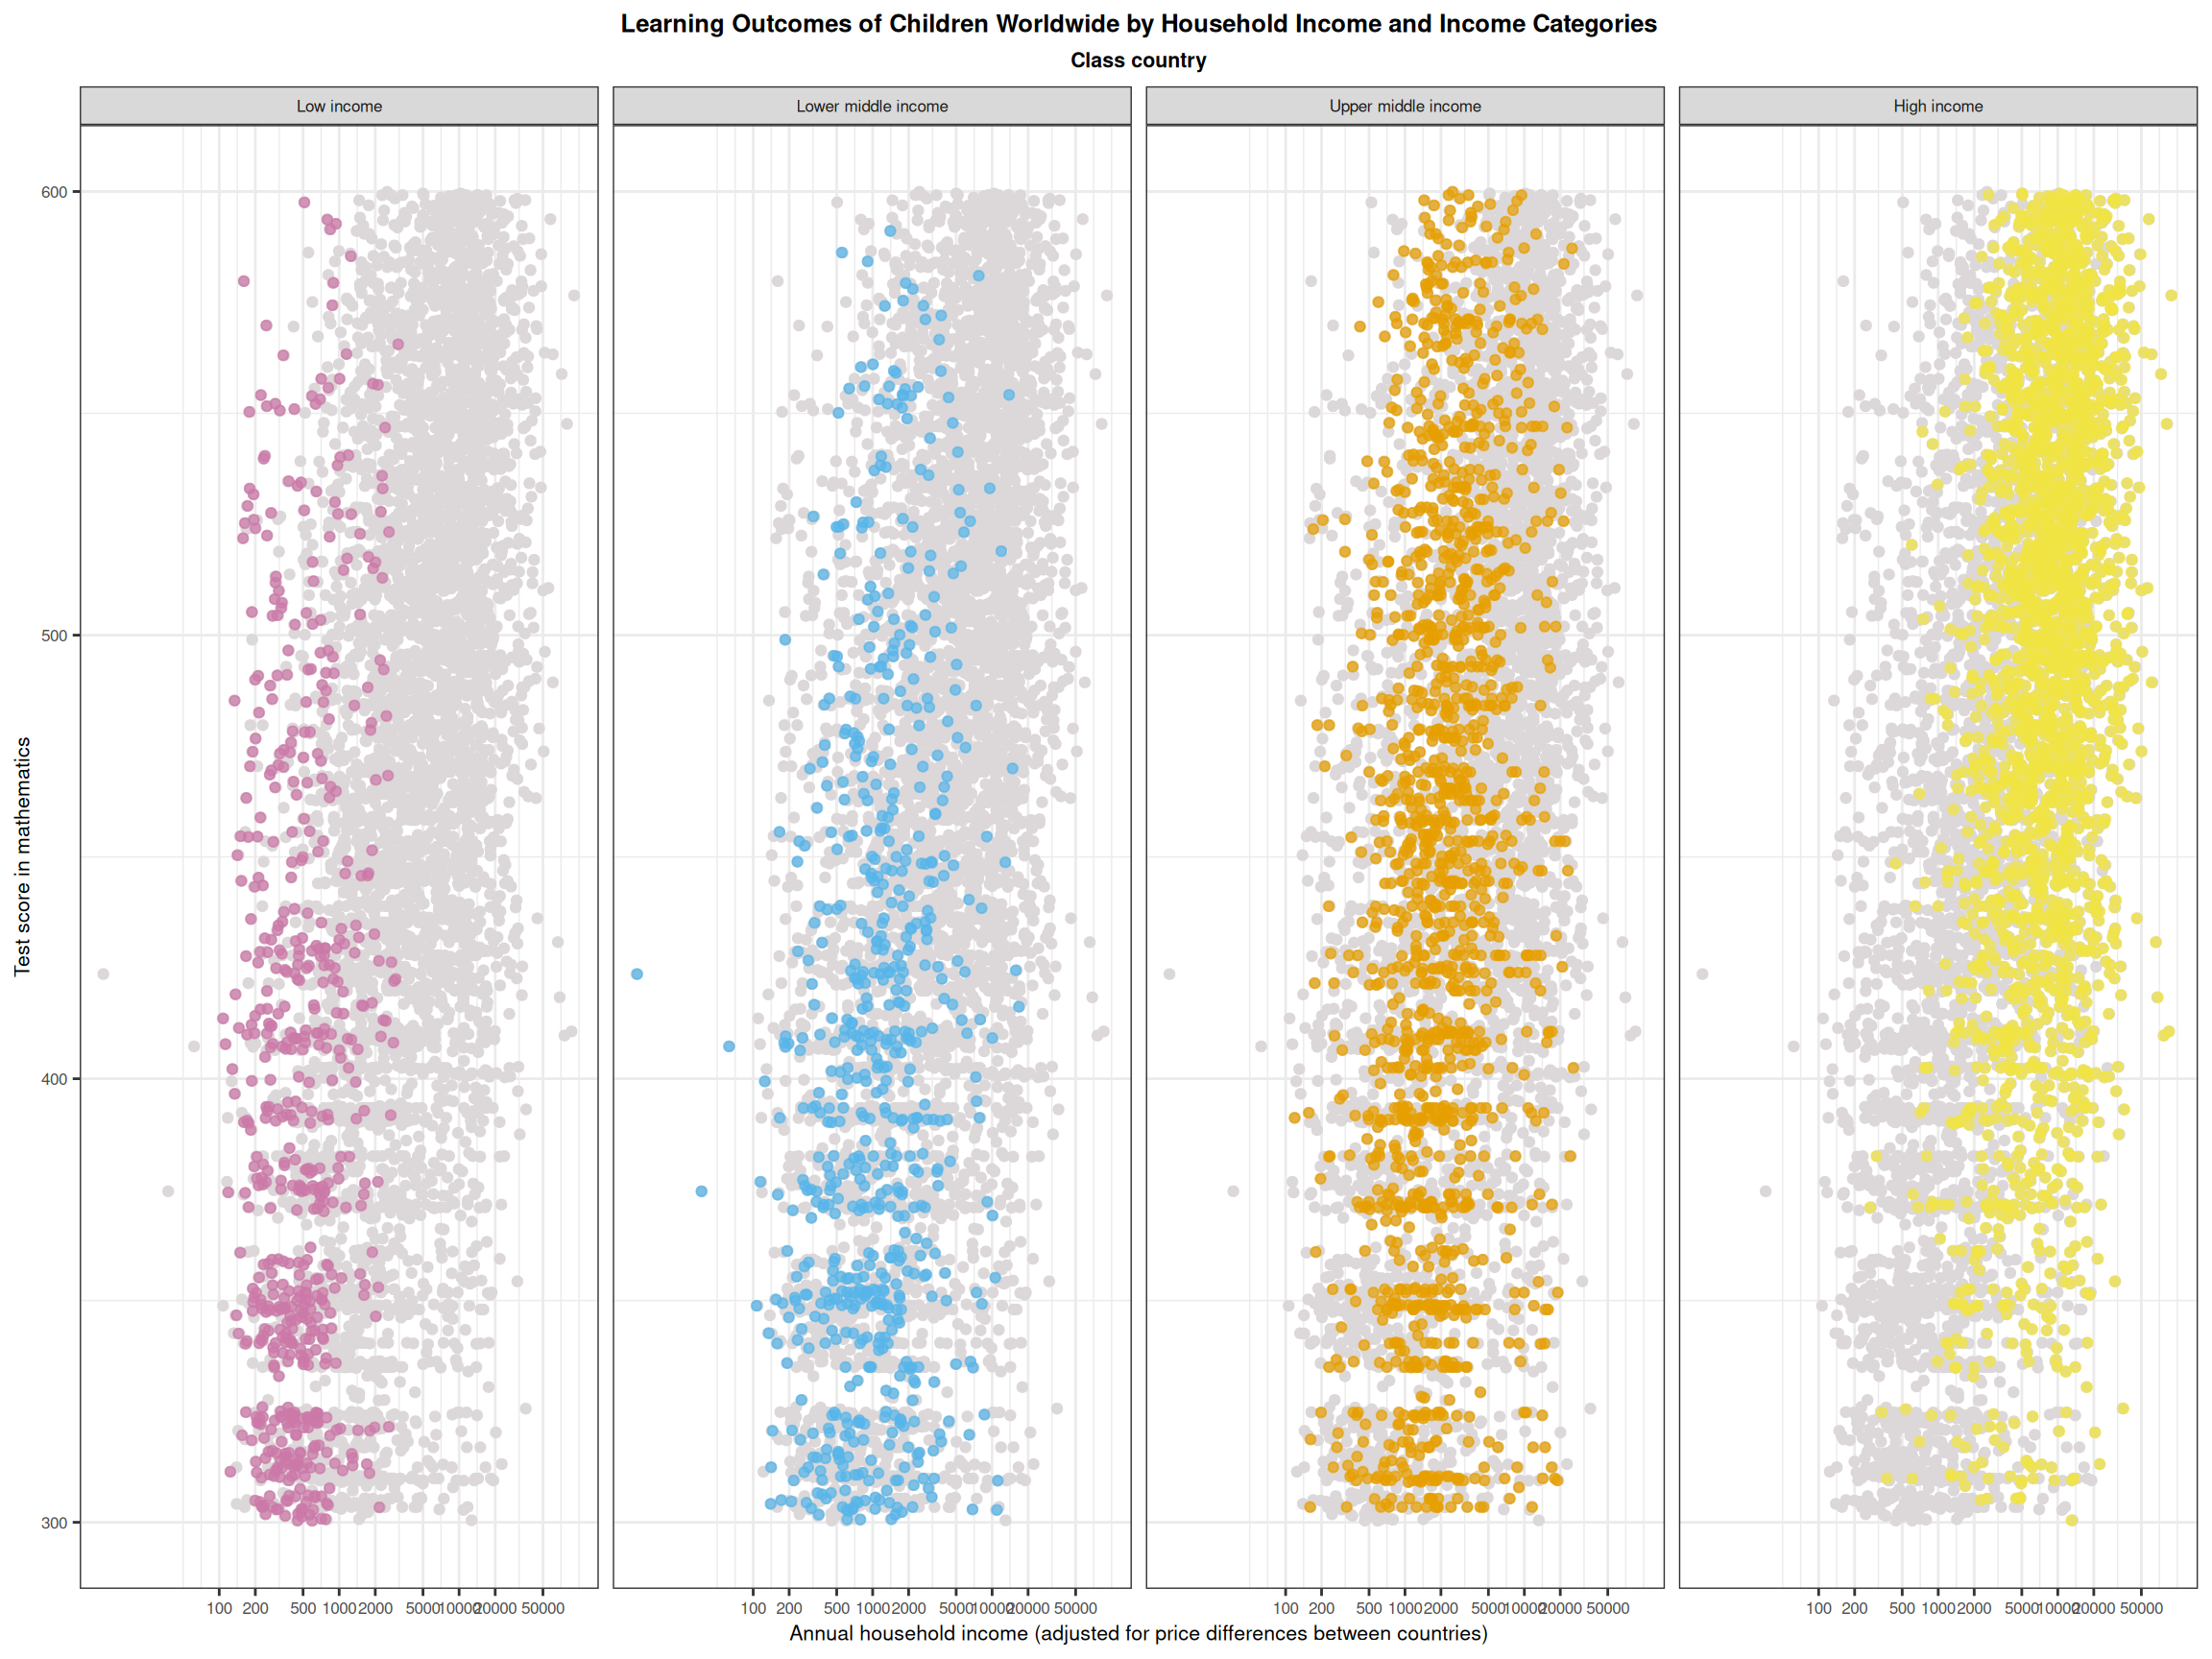 Learning Outcomes of Children Worldwide by Household Income and Income Categories
Class country
Low income
Lower middle income
Upper middle income
High income
Test score in mathematics
600
500
400
300
100 200 500 1000 2000 5000 10000 20000 50000
100 200 500 1000 2000 5000 10000 20000 50000
100 200 500 1000 2000 5000 10000 20000 50000
100 200 500 1000 2000 5000 10000 20000 50000
Annual household income (adjusted for price differences between countries)